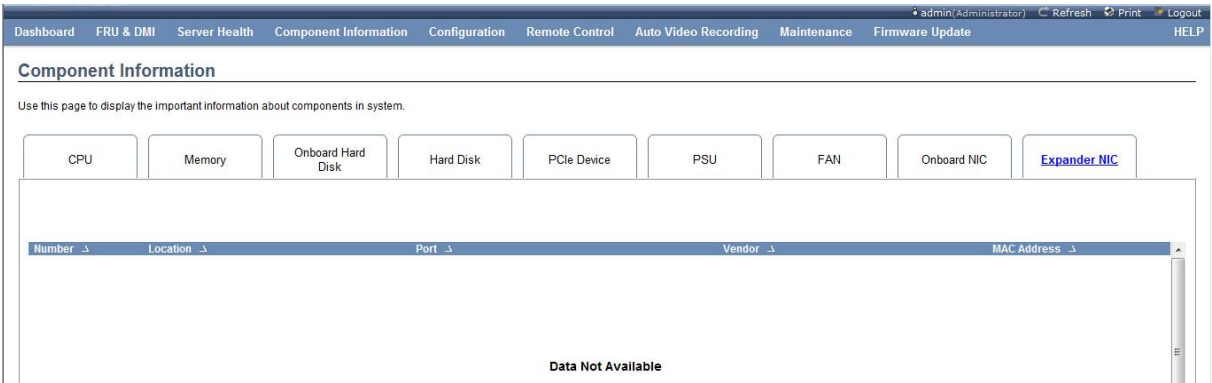 admin(Administrator) Refresh Print Logout
Dashboard FRU & DMI Server Health Component Information Configuration Remote Control Auto Video Recording Maintenance Firmware Update HELP
Component Information
Use this page to display the important information about components in system.
CPU Memory Onboard Hard Disk Hard Disk PCIe Device PSU FAN Onboard NIC Expander NIC
Number Location Port Vendor MAC Address
Data Not Available